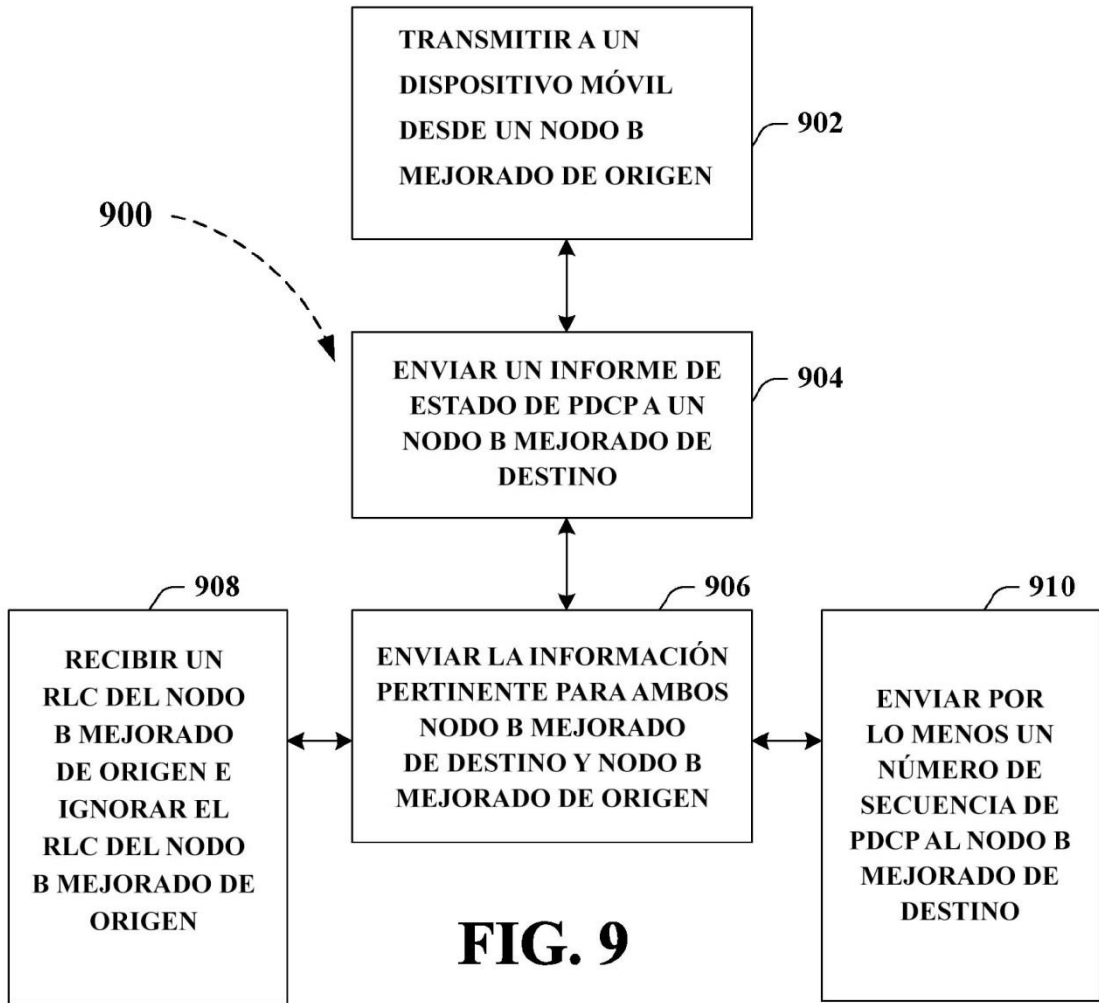 TRANSMITIR A UN
DISPOSITIVO MÓVIL
DESDE UN NODO B
MEJORADO DE ORIGEN
902
900
ENVIAR UN INFORME DE
ESTADO DE PDCP A UN
NODO B MEJORADO DE
DESTINO
904
908
RECIBIR UN
RLC DEL NODO
B MEJORADO
DE ORIGEN E
IGNORAR EL
RLC DEL NODO
B MEJORADO DE
ORIGEN
906
ENVIAR LA INFORMACIÓN
PERTINENTE PARA AMBOS
NODO B MEJORADO
DE DESTINO Y NODO B
MEJORADO DE ORIGEN
910
ENVIAR POR
LO MENOS UN
NÚMERO DE
SECUENCIA DE
PDCP AL NODO B
MEJORADO DE
DESTINO
FIG. 9